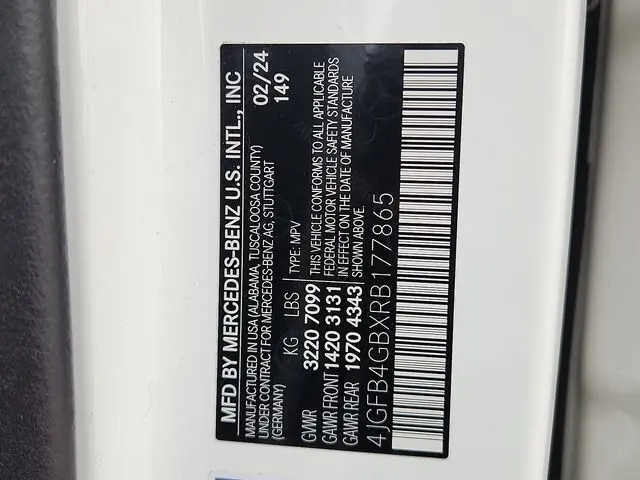 MFD BY MERCEDES-BENZ U.S. INTL., INC
MANUFACTURED IN USA (ALABAMA, TUSCALOOSA COUNTY)
UNDER CONTRACT FOR MERCEDES-BENZ AG, STUTTGART
(GERMANY)
02/24
149
KG LBS TYPE: MPV
GVWR 3220 7099
GAWR FRONT 1420 3131
GAWR REAR 1970 4343
THIS VEHICLE CONFORMS TO ALL APPLICABLE
FEDERAL MOTOR VEHICLE SAFETY STANDARDS
IN EFFECT ON THE DATE OF MANUFACTURE
SHOWN ABOVE.
4JGFB4GBXRB177865